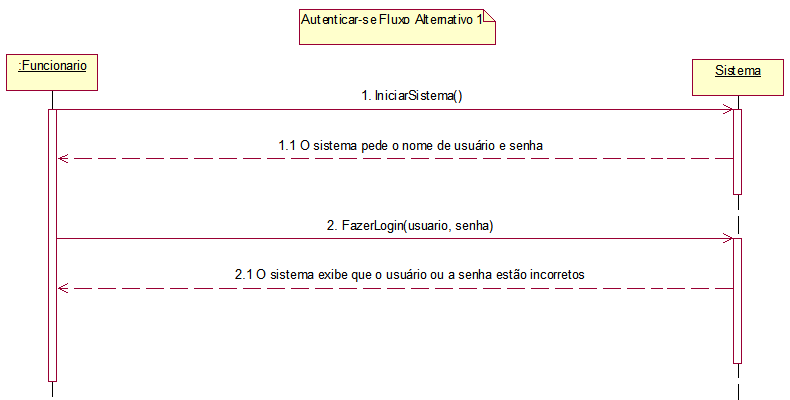 Autenticar-se Fluxo Alternativo 1
:Funcionario
Sistema
1. IniciarSistema()
1.1 O sistema pede o nome de usuário e senha
2. FazerLogin(usuario, senha)
2.1 O sistema exibe que o usuário ou a senha estão incorretos